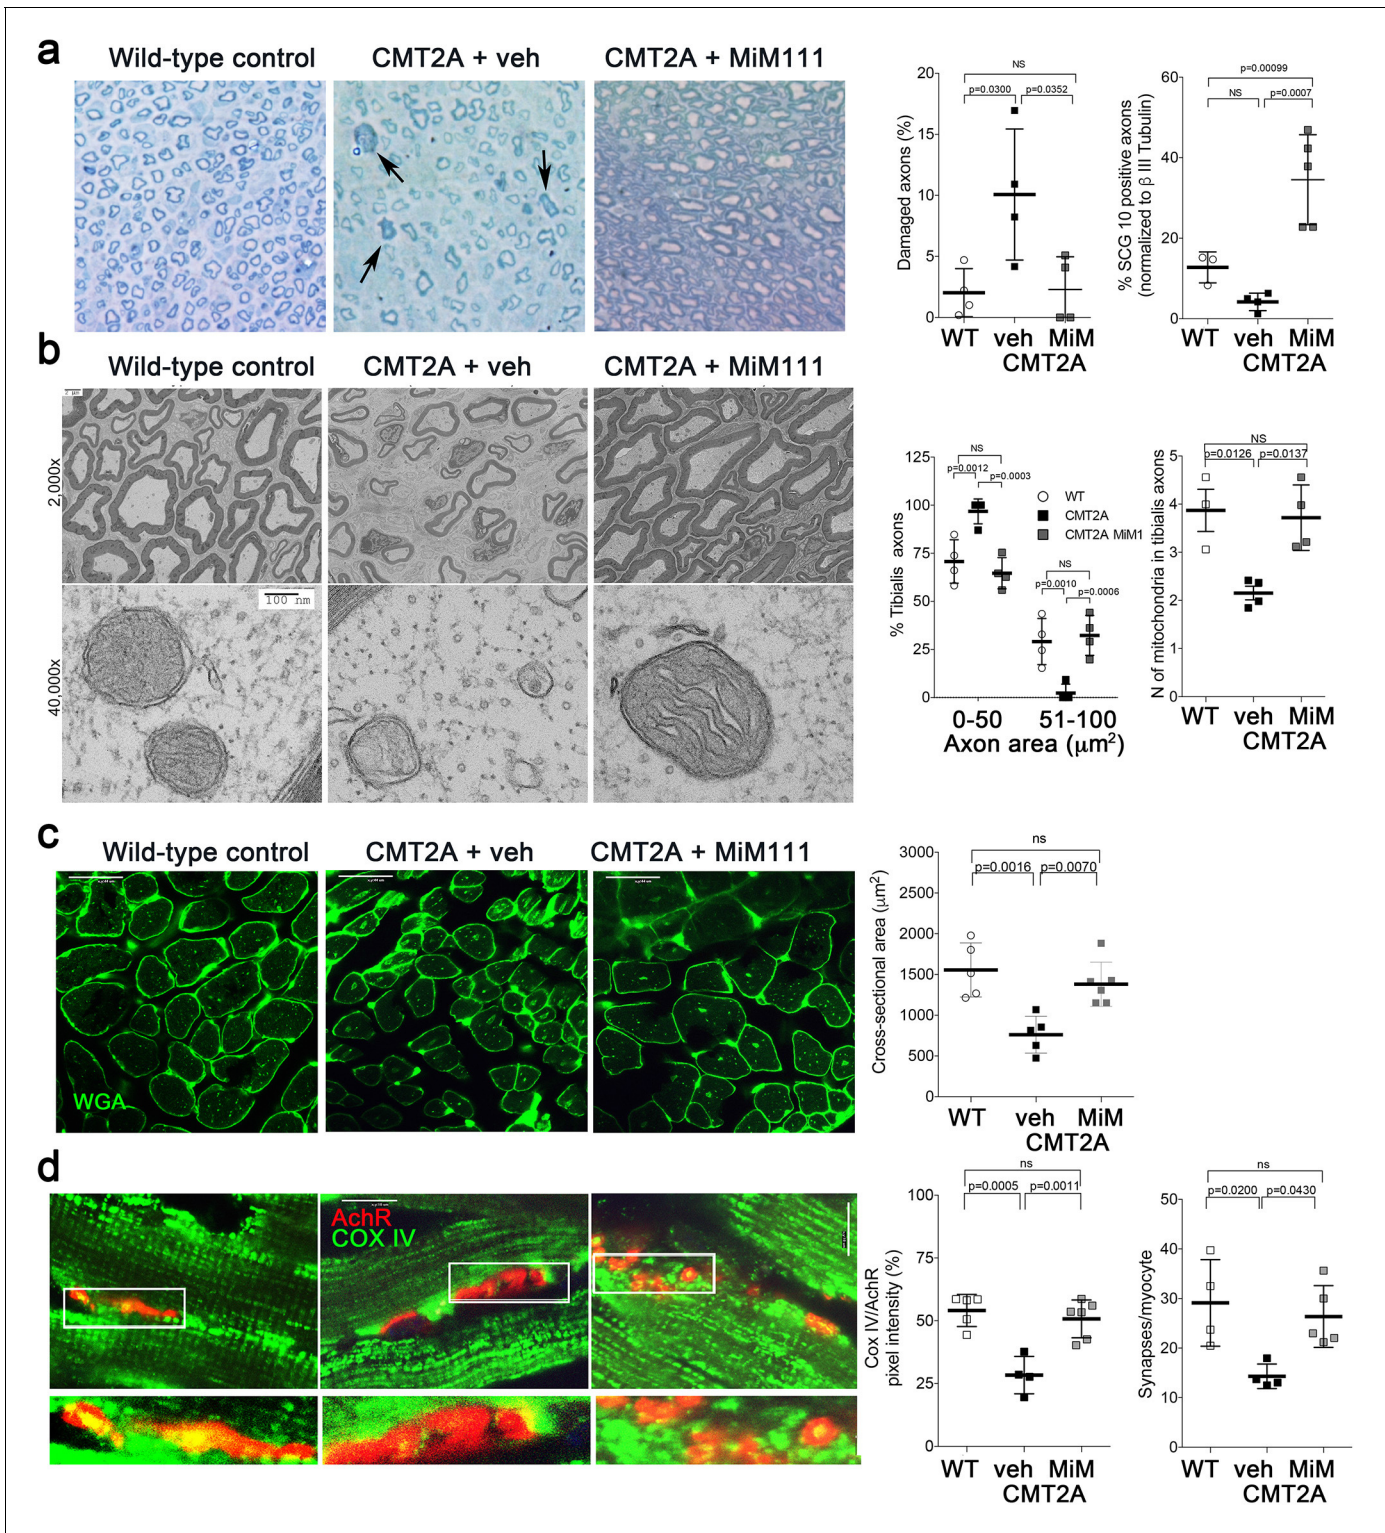 a
Wild-type control CMT2A + veh CMT2A + MiM111
Damaged axons (%)
20
15
10
5
0
NS
p=0.0300 p=0.0352
WT veh MiM
CMT2A
% SCG 10 positive axons
(normalized to β III Tubulin)
60
40
20
0
p=0.00099
NS p=0.0007
WT veh MiM
CMT2A
b
Wild-type control CMT2A + veh CMT2A + MiM111
2,000x
40,000x
100 nm
% Tibialis axons
125
100
75
50
25
0
NS
p=0.0012
p=0.0003
WT
CMT2A
CMT2A MiM1
NS
p=0.0010
p=0.0006
0-50 51-100
Axon area (μm2)
N of mitochondria in tibialis axons
5
4
3
2
1
0
NS
p=0.0126 p=0.0137
WT veh MiM
CMT2A
c
Wild-type control CMT2A + veh CMT2A + MiM111
WGA
Cross-sectional area (μm2)
3000
2500
2000
1500
1000
500
0
ns
p=0.0016 p=0.0070
WT veh MiM
CMT2A
d
AchR
COX IV
Cox IV/AchR
pixel intensity (%)
100
75
50
25
0
ns
p=0.0005 p=0.0011
WT veh MiM
CMT2A
Synapses/myocyte
50
40
30
20
10
0
ns
p=0.0200 p=0.0430
WT veh MiM
CMT2A